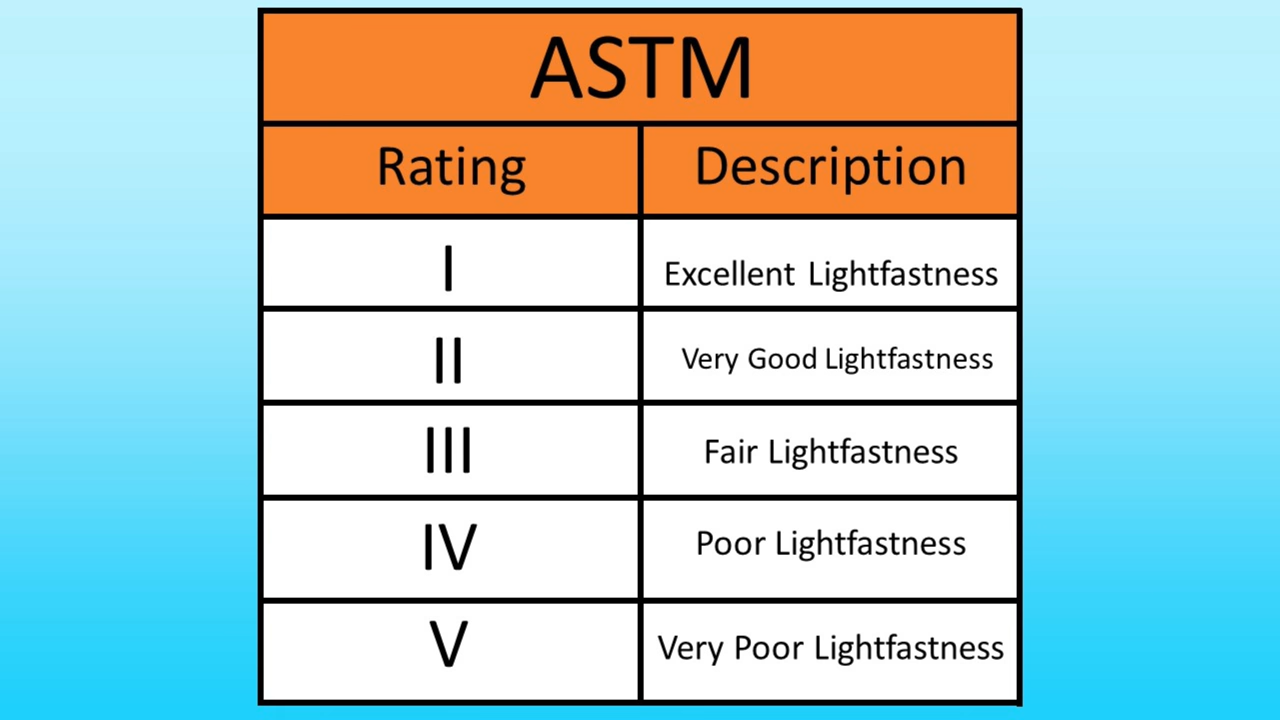 ASTM
Rating Description
I Excellent Lightfastness
II Very Good Lightfastness
III Fair Lightfastness
IV Poor Lightfastness
V Very Poor Lightfastness